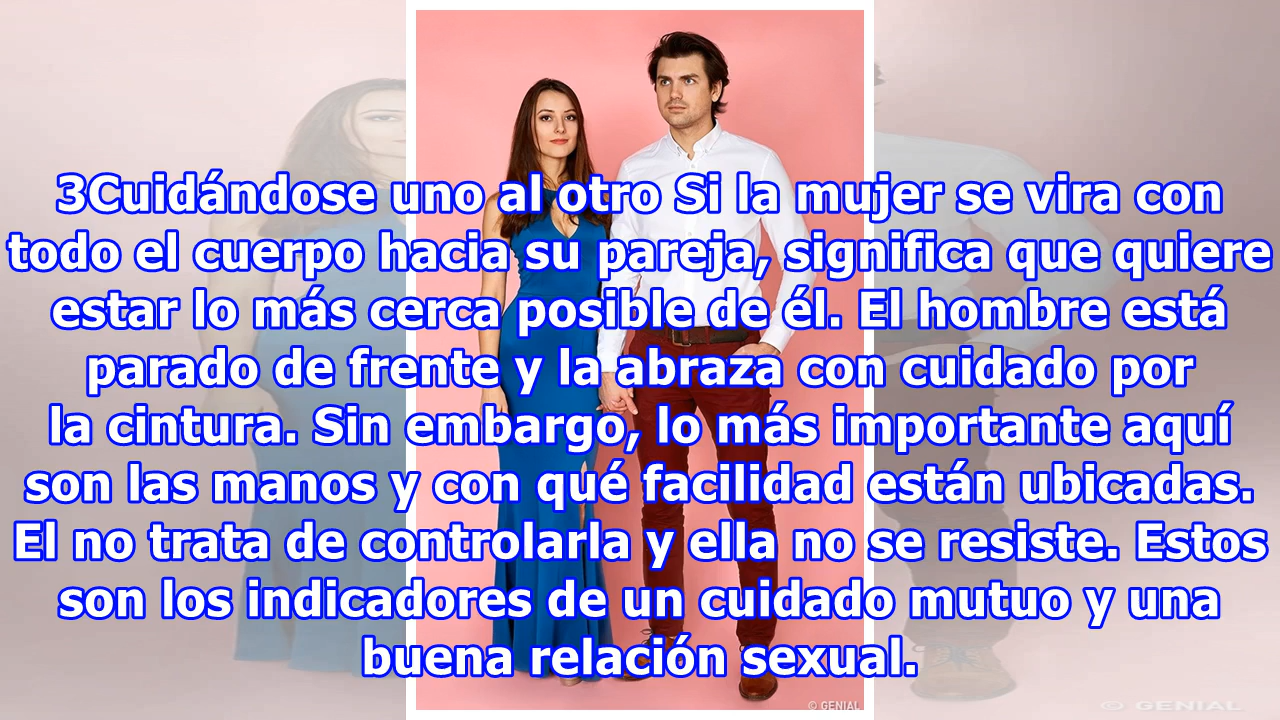 3Cuidándose uno al otro Si la mujer se vira con
todo el cuerpo hacia su pareja, significa que quiere
estar lo más cerca posible de él. El hombre está
parado de frente y la abraza con cuidado por
la cintura. Sin embargo, lo más importante aquí
son las manos y con qué facilidad están ubicadas.
El no trata de controlarla y ella no se resiste. Estos
son los indicadores de un cuidado mutuo y una
buena relación sexual.
© GENIAL
© GENIAL